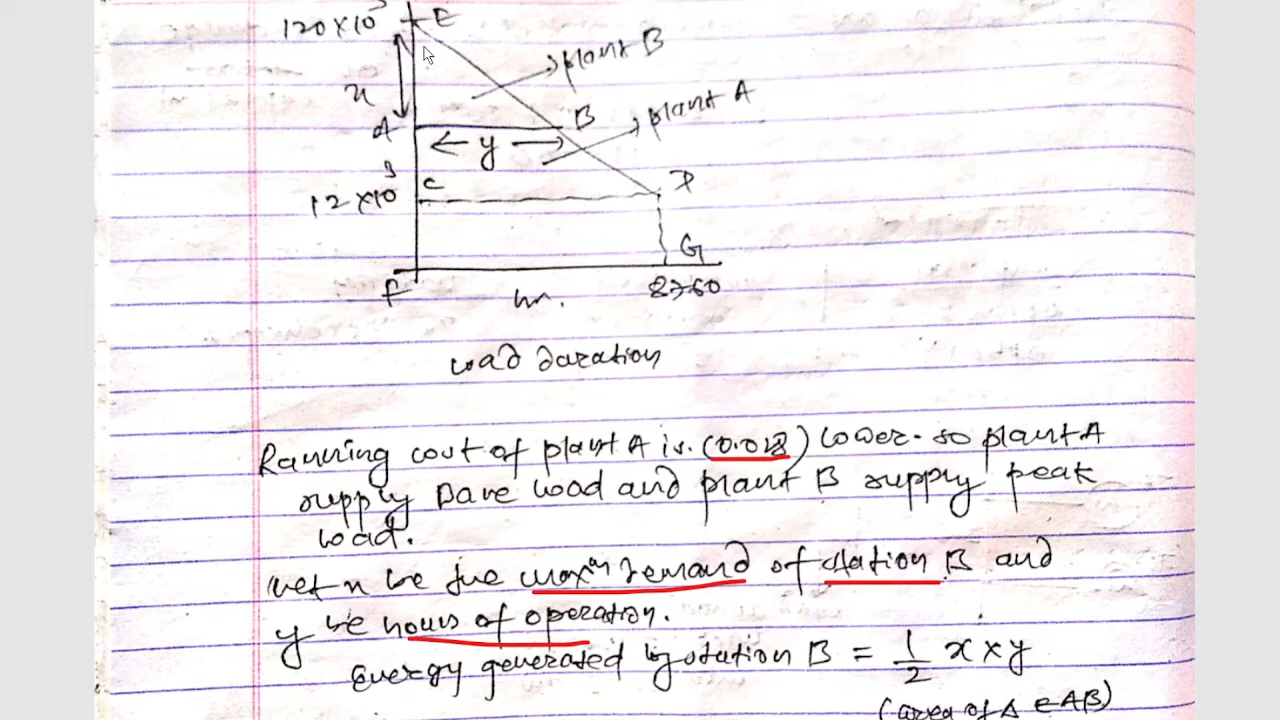 120×10³ E
plant B
x
plant A
A B
← y →
C
12×10³ D
G
F hr. 8760
Load duration
Running cost of plant A is (0.028) lower. so plant A
supply base load and plant B supply peak
load.
Let x be the maxᵐ demand of station B and
y be hours of operation.
Energy generated by station B = 1/2 x × y
(area of Δ EAB)